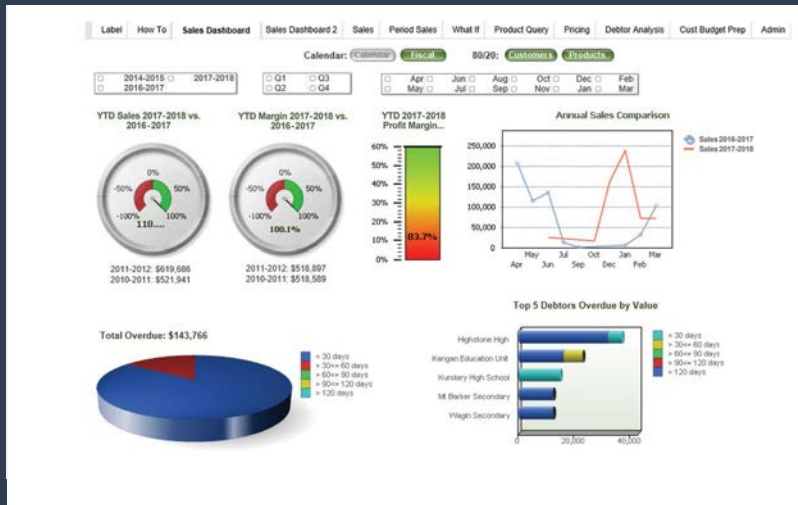 Label How To Sales Dashboard Sales Dashboard 2 Sales Period Sales What If Product Query Pricing Debtor Analysis Cust Budget Prep Admin
Calendar: Calendar Fiscal 80/20: Customers Products
2014-2015 2017-2018 Q1 Q3 Apr Jun Aug Oct Dec Feb
2016-2017 Q2 Q4 May Jul Sep Nov Jan Mar
YTD Sales 2017-2018 vs.
2016-2017
0%
-50% 50%
-100% 100%
118....
2011-2012: $619,686
2010-2011: $521,941
YTD Margin 2017-2018 vs.
2016-2017
0%
-50% 50%
-100% 100%
100.1%
2011-2012: $518,897
2010-2011: $518,589
YTD 2017-2018
Profit Margin...
60%
50%
40%
30%
20%
10%
0%
83.7%
Annual Sales Comparison
250,000
200,000
150,000
100,000
50,000
0
May Jul Oct Jan Mar
Apr Jun Sep Dec Feb
Sales 2016-2017
Sales 2017-2018
Total Overdue: $143,766
< 30 days
> 30<= 60 days
> 60<= 90 days
> 90<= 120 days
> 120 days
Top 5 Debtors Overdue by Value
Highstone High
Kangan Education Unit
Kundery High School
Mt Barker Secondary
Wagin Secondary
0 20,000 40,000
< 30 days
> 30<= 60 days
> 60<= 90 days
> 90<= 120 days
> 120 days